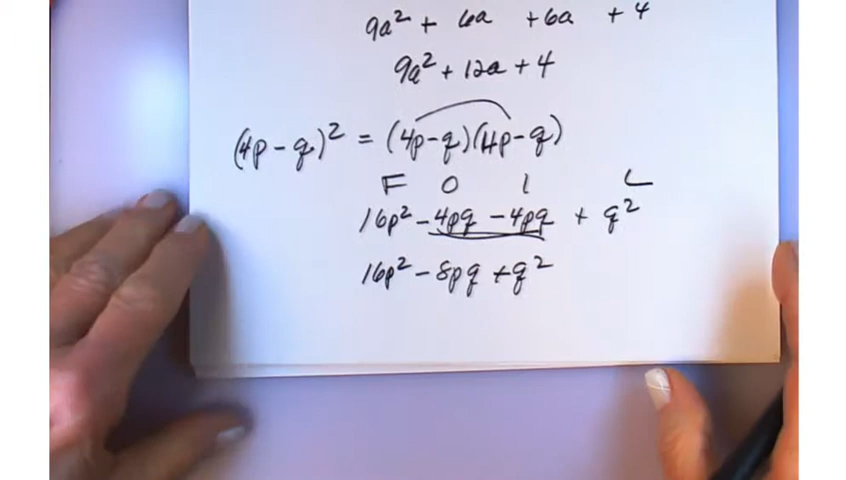 9a² + 6a + 6a + 4
9a² + 12a + 4
(4p - q)² = (4p - q)(4p - q)
F O I L
16p² - 4pq - 4pq + q²
16p² - 8pq + q²